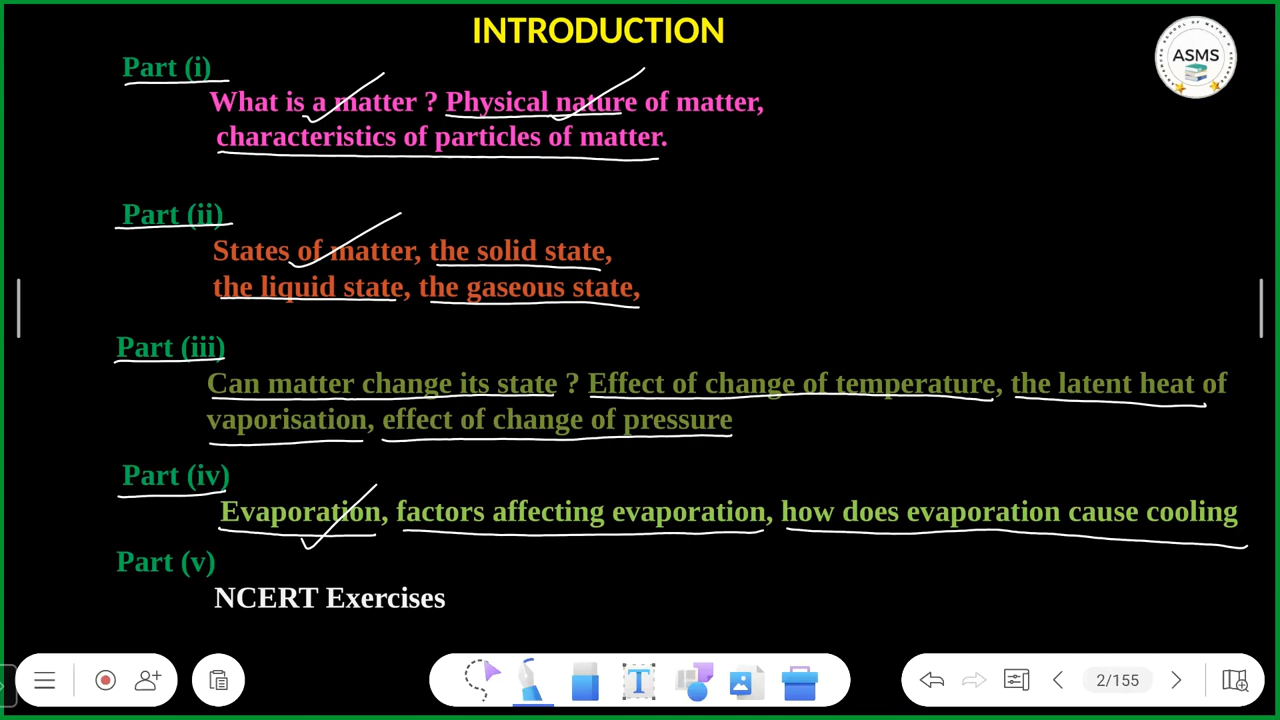 INTRODUCTION
ASMS
Part (i)
What is a matter ? Physical nature of matter,
characteristics of particles of matter.
Part (ii)
States of matter, the solid state,
the liquid state, the gaseous state,
Part (iii)
Can matter change its state ? Effect of change of temperature, the latent heat of
vaporisation, effect of change of pressure
Part (iv)
Evaporation, factors affecting evaporation, how does evaporation cause cooling
Part (v)
NCERT Exercises
T
2/155